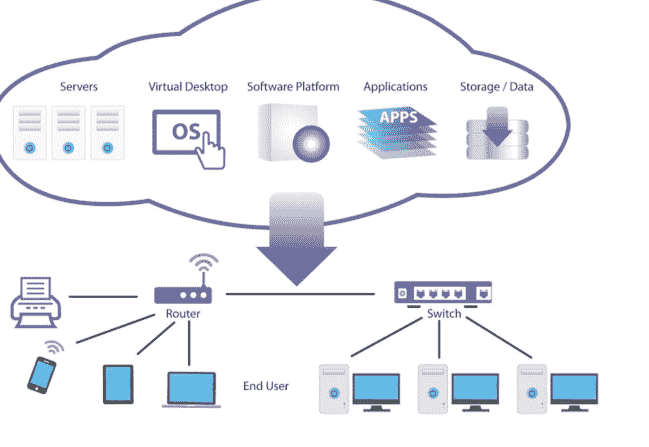 Servers
Virtual Desktop
Software Platform
Applications
Storage / Data
OS
APPS
Router
Switch
End User